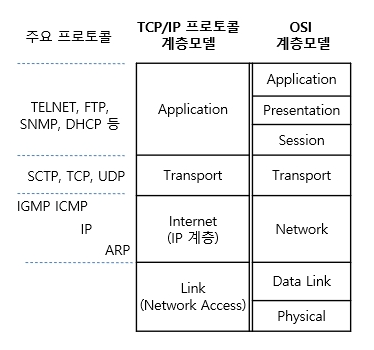 주요 프로토콜
TCP/IP 프로토콜
계층모델
OSI
계층모델
TELNET, FTP,
SNMP, DHCP 등
Application
Application
Presentation
Session
SCTP, TCP, UDP
Transport
Transport
IGMP ICMP
IP
ARP
Internet
(IP 계층)
Network
Link
(Network Access)
Data Link
Physical